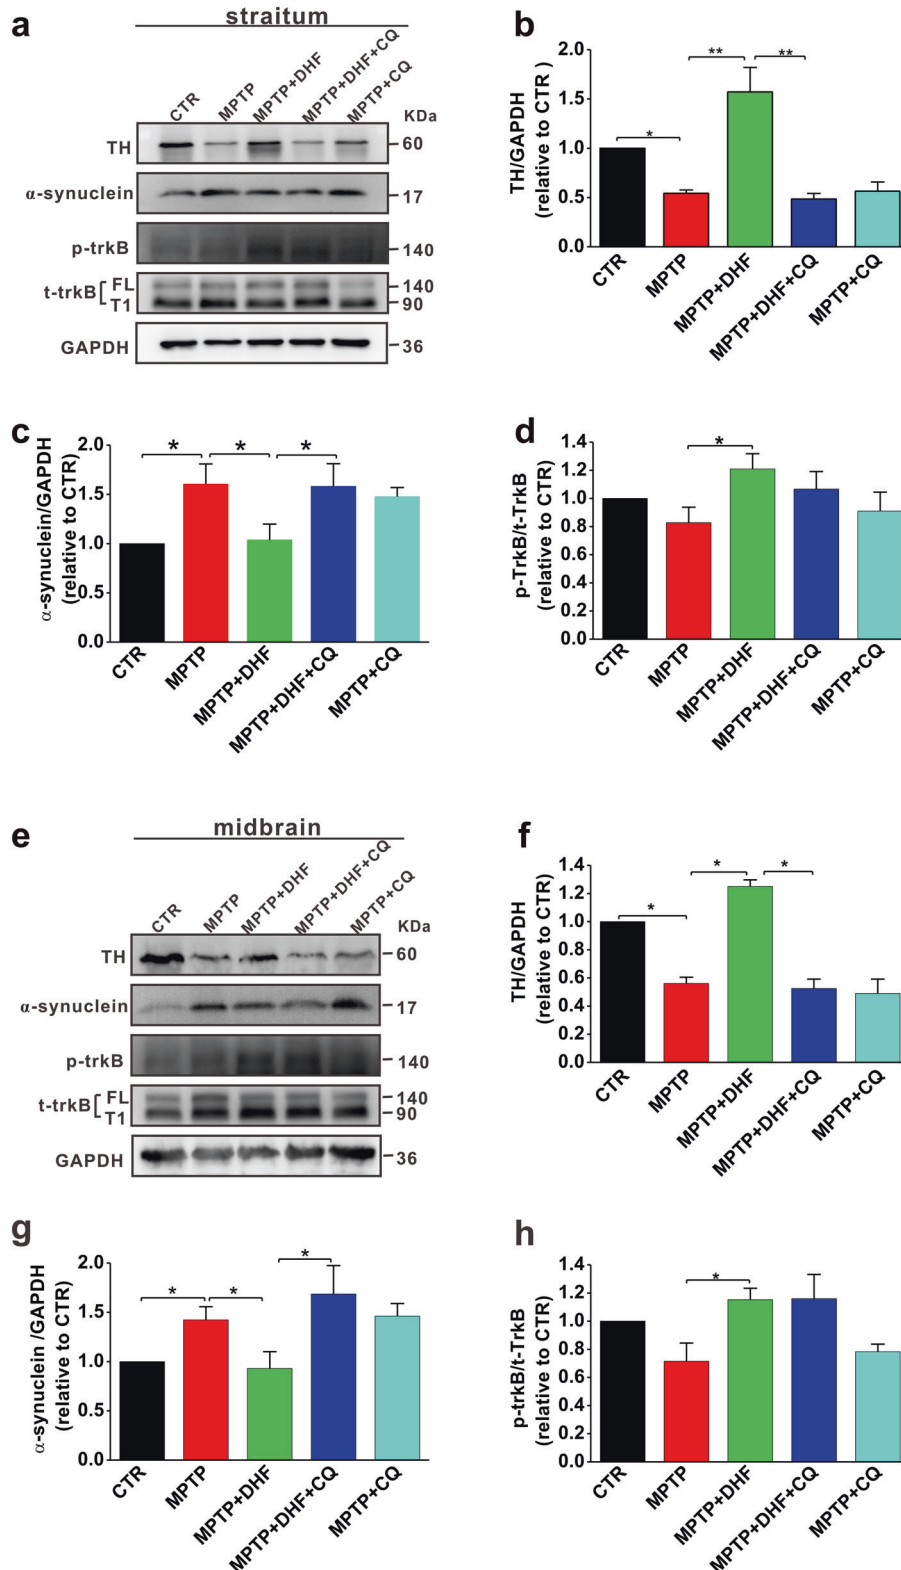 a
straitum
CTR
MPTP
MPTP+DHF
MPTP+DHF+CQ
MPTP+CQ
KDa
TH
60
α-synuclein
17
p-trkB
140
t-trkB[
FL
140
T1
90
GAPDH
36
b
TH/GAPDH
(relative to CTR )
2.0
1.5
1.0
0.5
0.0
*
**
**
CTR
MPTP
MPTP+DHF
MPTP+DHF+CQ
MPTP+CQ
c
α-synuclein/GAPDH
(relative to CTR)
2.0
1.5
1.0
0.5
0.0
*
*
*
CTR
MPTP
MPTP+DHF
MPTP+DHF+CQ
MPTP+CQ
d
p-TrkB/t-TrkB
(relative to CTR)
1.4
1.2
1.0
0.8
0.6
0.4
0.2
0.0
*
CTR
MPTP
MPTP+DHF
MPTP+DHF+CQ
MPTP+CQ
e
midbrain
CTR
MPTP
MPTP+DHF
MPTP+DHF+CQ
MPTP+CQ
KDa
TH
60
α-synuclein
17
p-trkB
140
t-trkB[
FL
140
T1
90
GAPDH
36
f
TH/GAPDH
(relative to CTR)
1.4
1.2
1.0
0.8
0.6
0.4
0.2
0.0
*
*
*
CTR
MPTP
MPTP+DHF
MPTP+DHF+CQ
MPTP+CQ
g
α-synuclein /GAPDH
(relative to CTR)
2.0
1.5
1.0
0.5
0.0
*
*
*
CTR
MPTP
MPTP+DHF
MPTP+DHF+CQ
MPTP+CQ
h
p-trkB/t-TrkB
(relative to CTR)
1.4
1.2
1.0
0.8
0.6
0.4
0.2
0.0
*
CTR
MPTP
MPTP+DHF
MPTP+DHF+CQ
MPTP+CQ